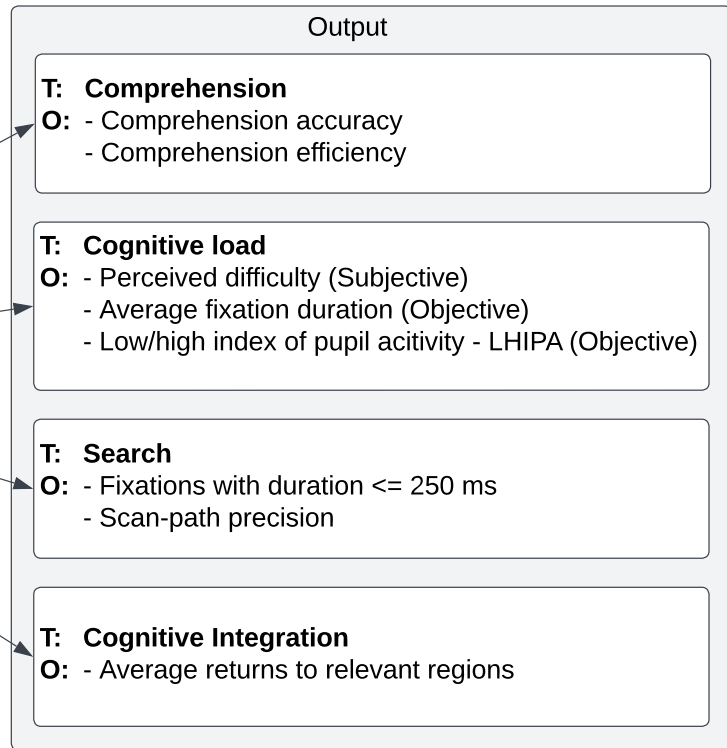 Output
T: Comprehension
O: - Comprehension accuracy
- Comprehension efficiency
T: Cognitive load
O: - Perceived difficulty (Subjective)
- Average fixation duration (Objective)
- Low/high index of pupil acitivity - LHIPA (Objective)
T: Search
O: - Fixations with duration <= 250 ms
- Scan-path precision
T: Cognitive Integration
O: - Average returns to relevant regions